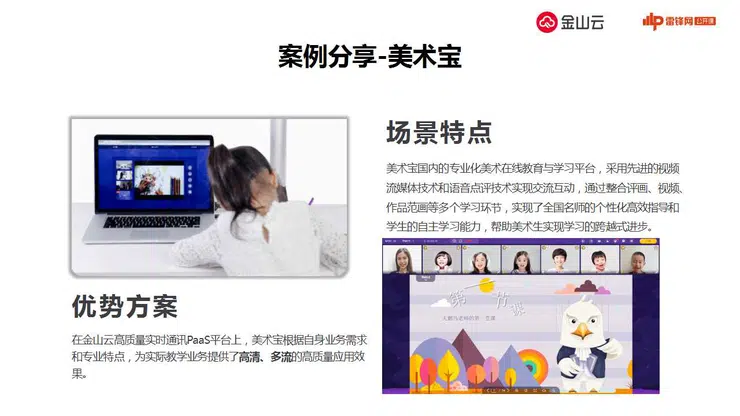 金山云
雷锋网 公开课
案例分享-美术宝
场景特点
美术宝国内的专业化美术在线教育与学习平台，采用先进的视频
流媒体技术和语音点评技术实现交流互动，通过整合评画、视频、
作品范画等多个学习环节，实现了全国名师的个性化高效指导和
学生的自主学习能力，帮助美术生实现学习的跨越式进步。
第一节课
优势方案
在金山云高质量实时通讯PaaS平台上，美术宝根据自身业务需求
和专业特点，为实际教学业务提供了高清、多流的高质量应用效
果。